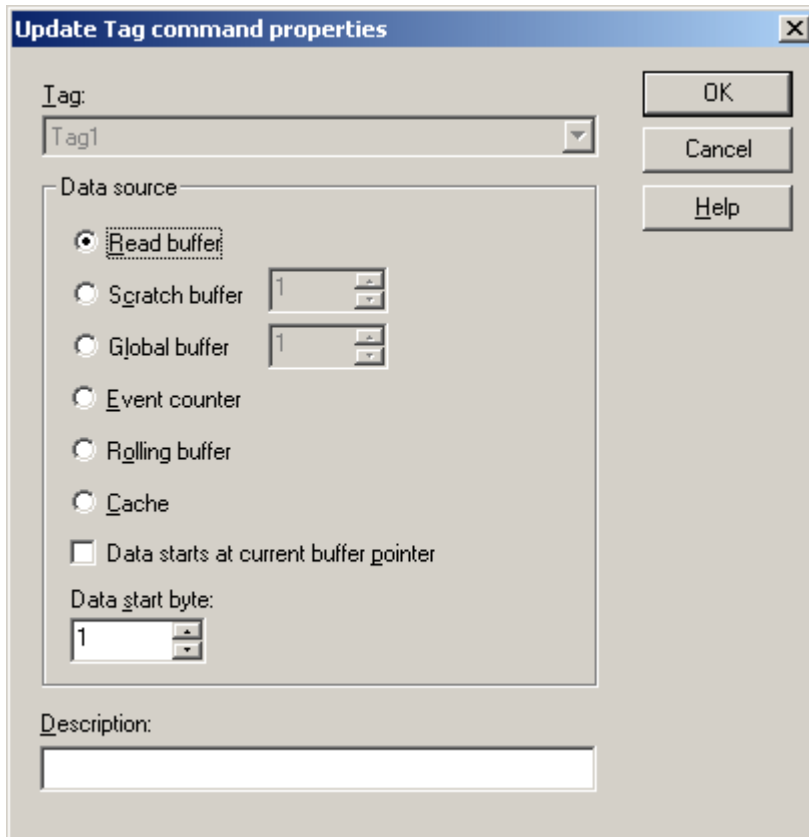 Update Tag command properties
Tag:
Tag1
OK
Cancel
Help
Data source
Read buffer
Scratch buffer 1
Global buffer 1
Event counter
Rolling buffer
Cache
Data starts at current buffer pointer
Data start byte:
1
Description: